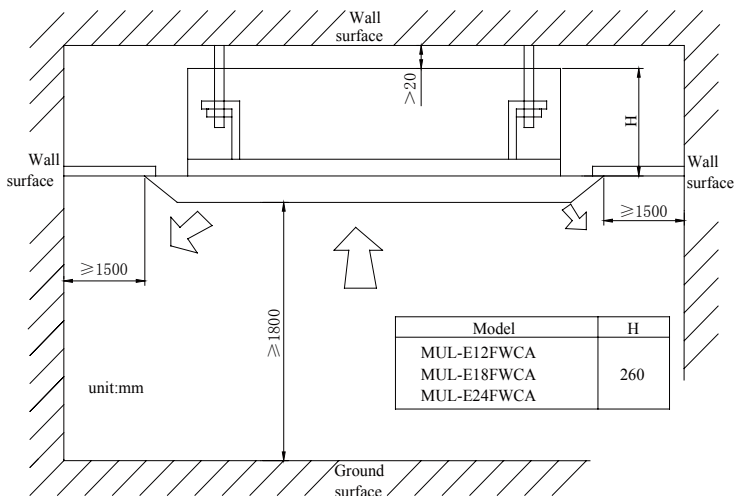 Wall
surface
>20
H
Wall
surface
Wall
surface
≥1500
≥1500
≥1800
Model H
MUL-E12FWCA
MUL-E18FWCA 260
MUL-E24FWCA
unit:mm
Ground
surface